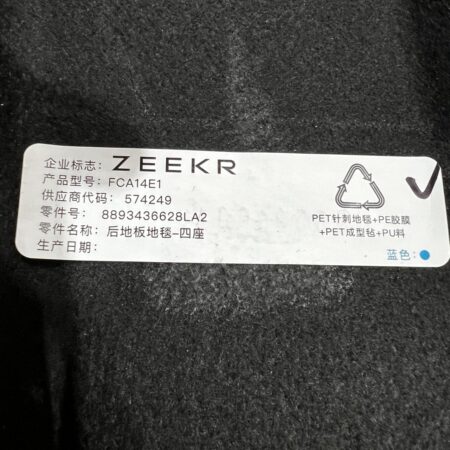 企业标志: ZEEKR
产品型号: FCA14E1
供应商代码: 574249
零件号: 8893436628LA2
零件名称: 后地板地毯-四座
生产日期:
PET针刺地毯+PE胶膜
+PET成型毡+PU料
蓝色: